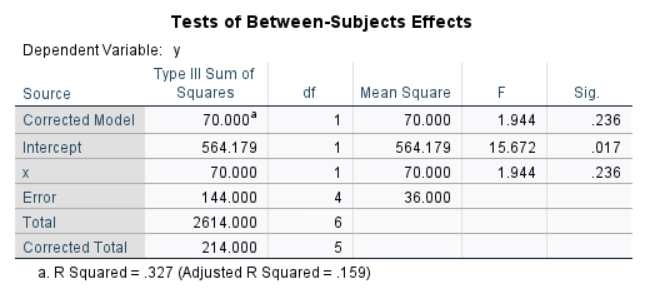 Tests of Between-Subjects Effects
Dependent Variable: y
Type III Sum of
Source Squares df Mean Square F Sig.
Corrected Model 70.000ᵃ 1 70.000 1.944 .236
Intercept 564.179 1 564.179 15.672 .017
x 70.000 1 70.000 1.944 .236
Error 144.000 4 36.000
Total 2614.000 6
Corrected Total 214.000 5
a. R Squared = .327 (Adjusted R Squared = .159)